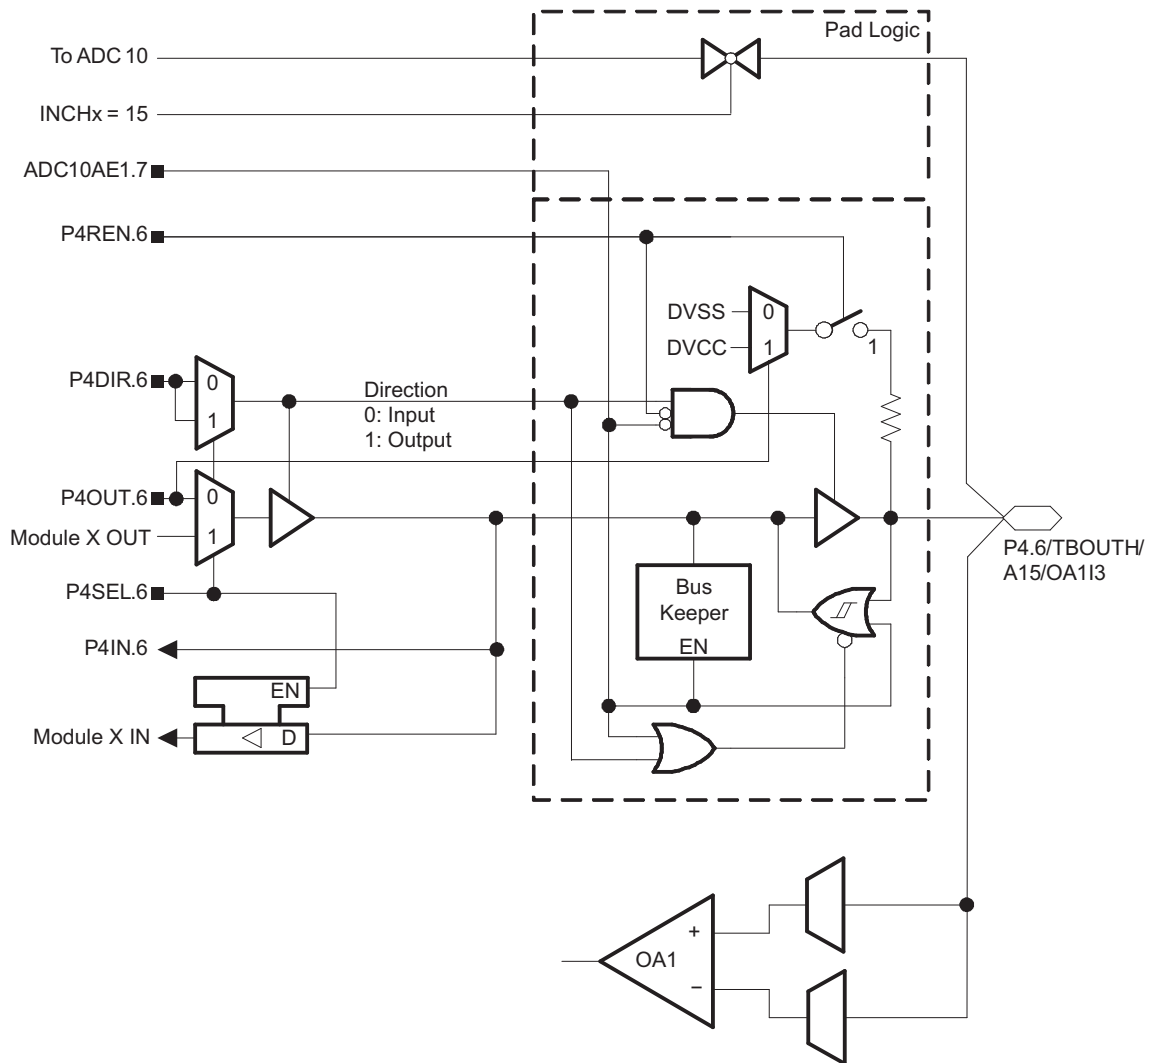 Pad Logic
To ADC 10
INCHx = 15
ADC10AE1.7
P4REN.6
DVSS
0
DVCC
1
1
P4DIR.6
0
1
Direction
0: Input
1: Output
P4OUT.6
0
Module X OUT
1
P4.6/TBOUTH/
A15/OA1I3
P4SEL.6
Bus
Keeper
EN
P4IN.6
EN
Module X IN
D
+
OA1
−